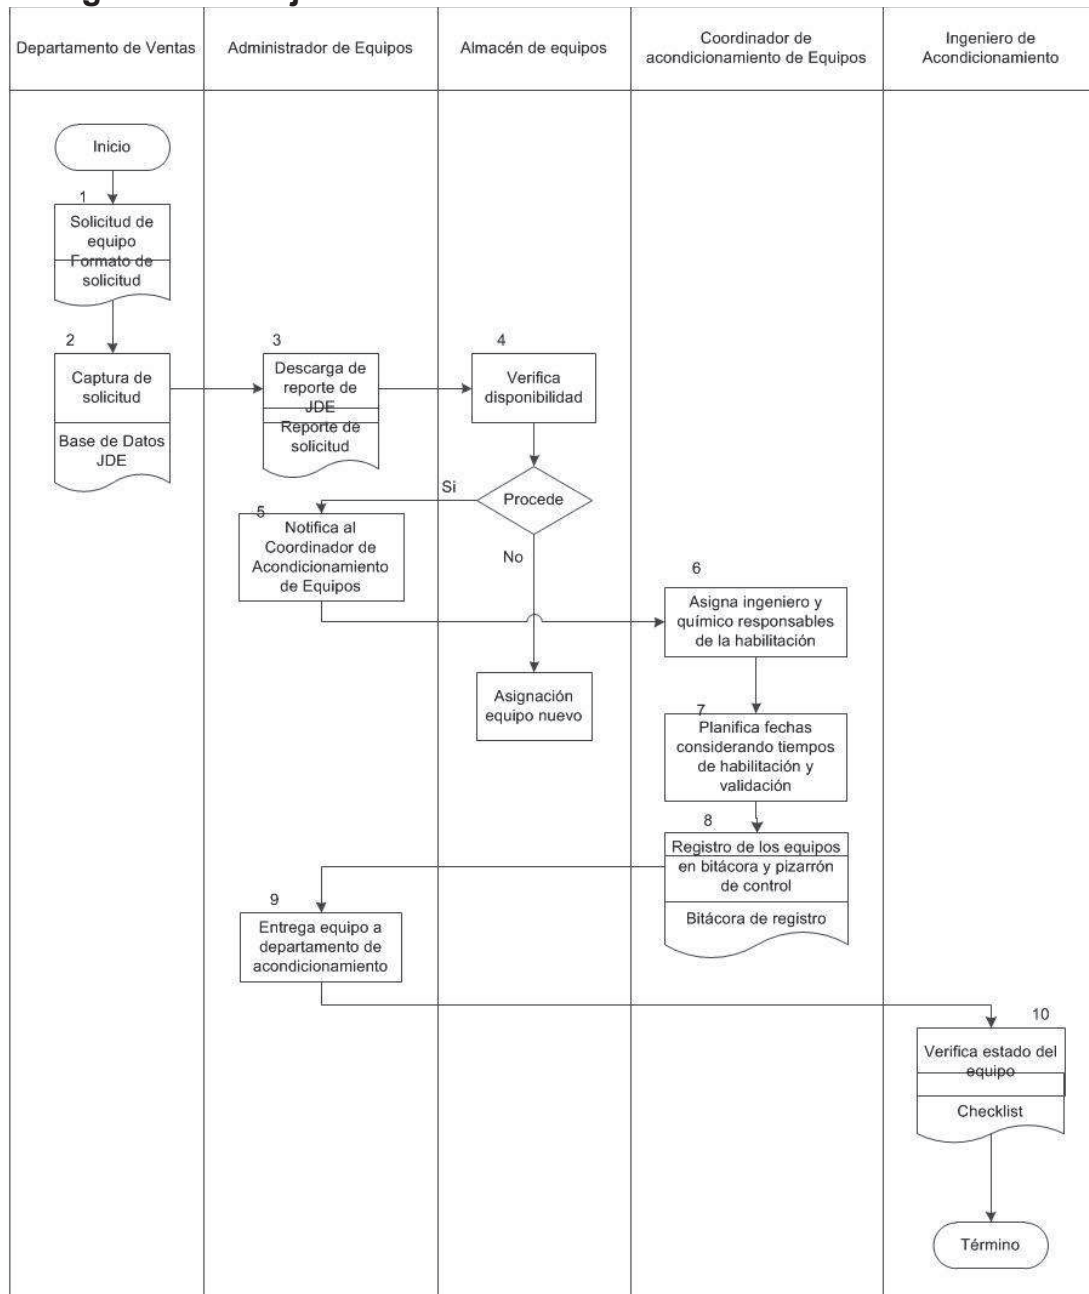 Departamento de Ventas
Administrador de Equipos
Almacén de equipos
Coordinador de
acondicionamiento de Equipos
Ingeniero de
Acondicionamiento
Inicio
1
Solicitud de
equipo
Formato de
solicitud
2
Captura de
solicitud
Base de Datos
JDE
3
Descarga de
reporte de
JDE
Reporte de
solicitud
4
Verifica
disponibilidad
Procede
Si
No
5
Notifica al
Coordinador de
Acondicionamiento
de Equipos
Asignación
equipo nuevo
6
Asigna ingeniero y
químico responsables
de la habilitación
7
Planifica fechas
considerando tiempos
de habilitación y
validación
8
Registro de los equipos
en bitácora y pizarrón
de control
Bitácora de registro
9
Entrega equipo a
departamento de
acondicionamiento
10
Verifica estado del
equipo
Checklist
Término